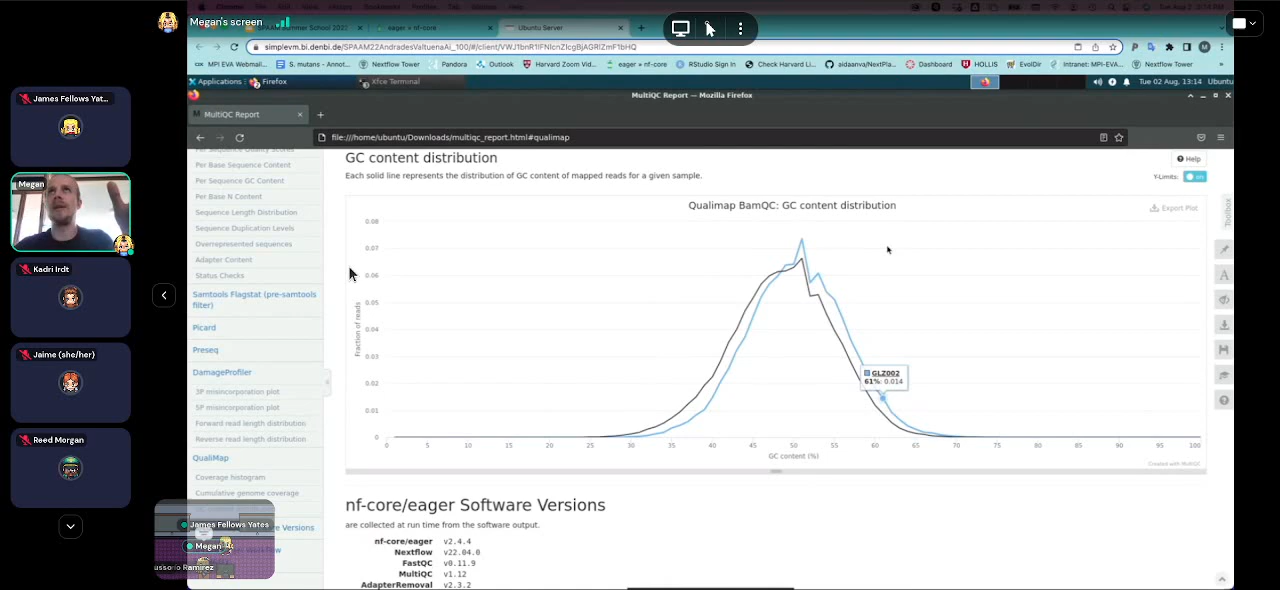 Megan's screen
SPAAM Summer School 2022
eager » nf-core
Ubuntu Server
simplevm.bi.denbi.de/SPAAM22AndradesValtuenaAi_100/#/client/VWJ1bnR1FFNlcnZlcgBjAGRlZmF1bHQ
MPI EVA Webmail...
S. mutans - Annot...
Nextflow Tower
Pandora
Outlook
Harvard Zoom Vid...
eager » nf-core
RStudio Sign In
Check Harvard Li...
aidaanva/NextPla...
Dashboard
HOLLIS
EvolDir
Intranet: MPI-EVA...
Nextflow Tower
Applications
Firefox
Xfce Terminal
Tue 02 Aug, 13:14 Ubuntu
MultiQC Report — Mozilla Firefox
MultiQC Report
file:///home/ubuntu/Downloads/multiqc_report.html#qualimap
James Fellows Yat...
Megan
Kadri Irdt
Jaime (she/her)
Reed Morgan
Per Sequence Quality Scores
Per Base Sequence Content
Per Sequence GC Content
Per Base N Content
Sequence Length Distribution
Sequence Duplication Levels
Overrepresented sequences
Adapter Content
Status Checks
Samtools Flagstat (pre-samtools
filter)
Picard
Preseq
DamageProfiler
3P misincorporation plot
5P misincorporation plot
Forward read length distribution
Reverse read length distribution
QualiMap
Coverage histogram
Cumulative genome coverage
James Fellows Yates
Megan
ussorio Ramirez
re Versions
GC content distribution
Help
Each solid line represents the distribution of GC content of mapped reads for a given sample.
Y-Limits: on
Qualimap BamQC: GC content distribution
Export Plot
Toolbox
Fraction of reads
0.08
0.07
0.06
0.05
0.04
0.03
0.02
0.01
0
GLZ002
61%: 0.014
0 5 10 15 20 25 30 35 40 45 50 55 60 65 70 75 80 85 90 95 100
GC content (%)
Created with MultiQC
nf-core/eager Software Versions
are collected at run time from the software output.
nf-core/eager v2.4.4
Nextflow v22.04.0
FastQC v0.11.9
MultiQC v1.12
AdapterRemoval v2.3.2